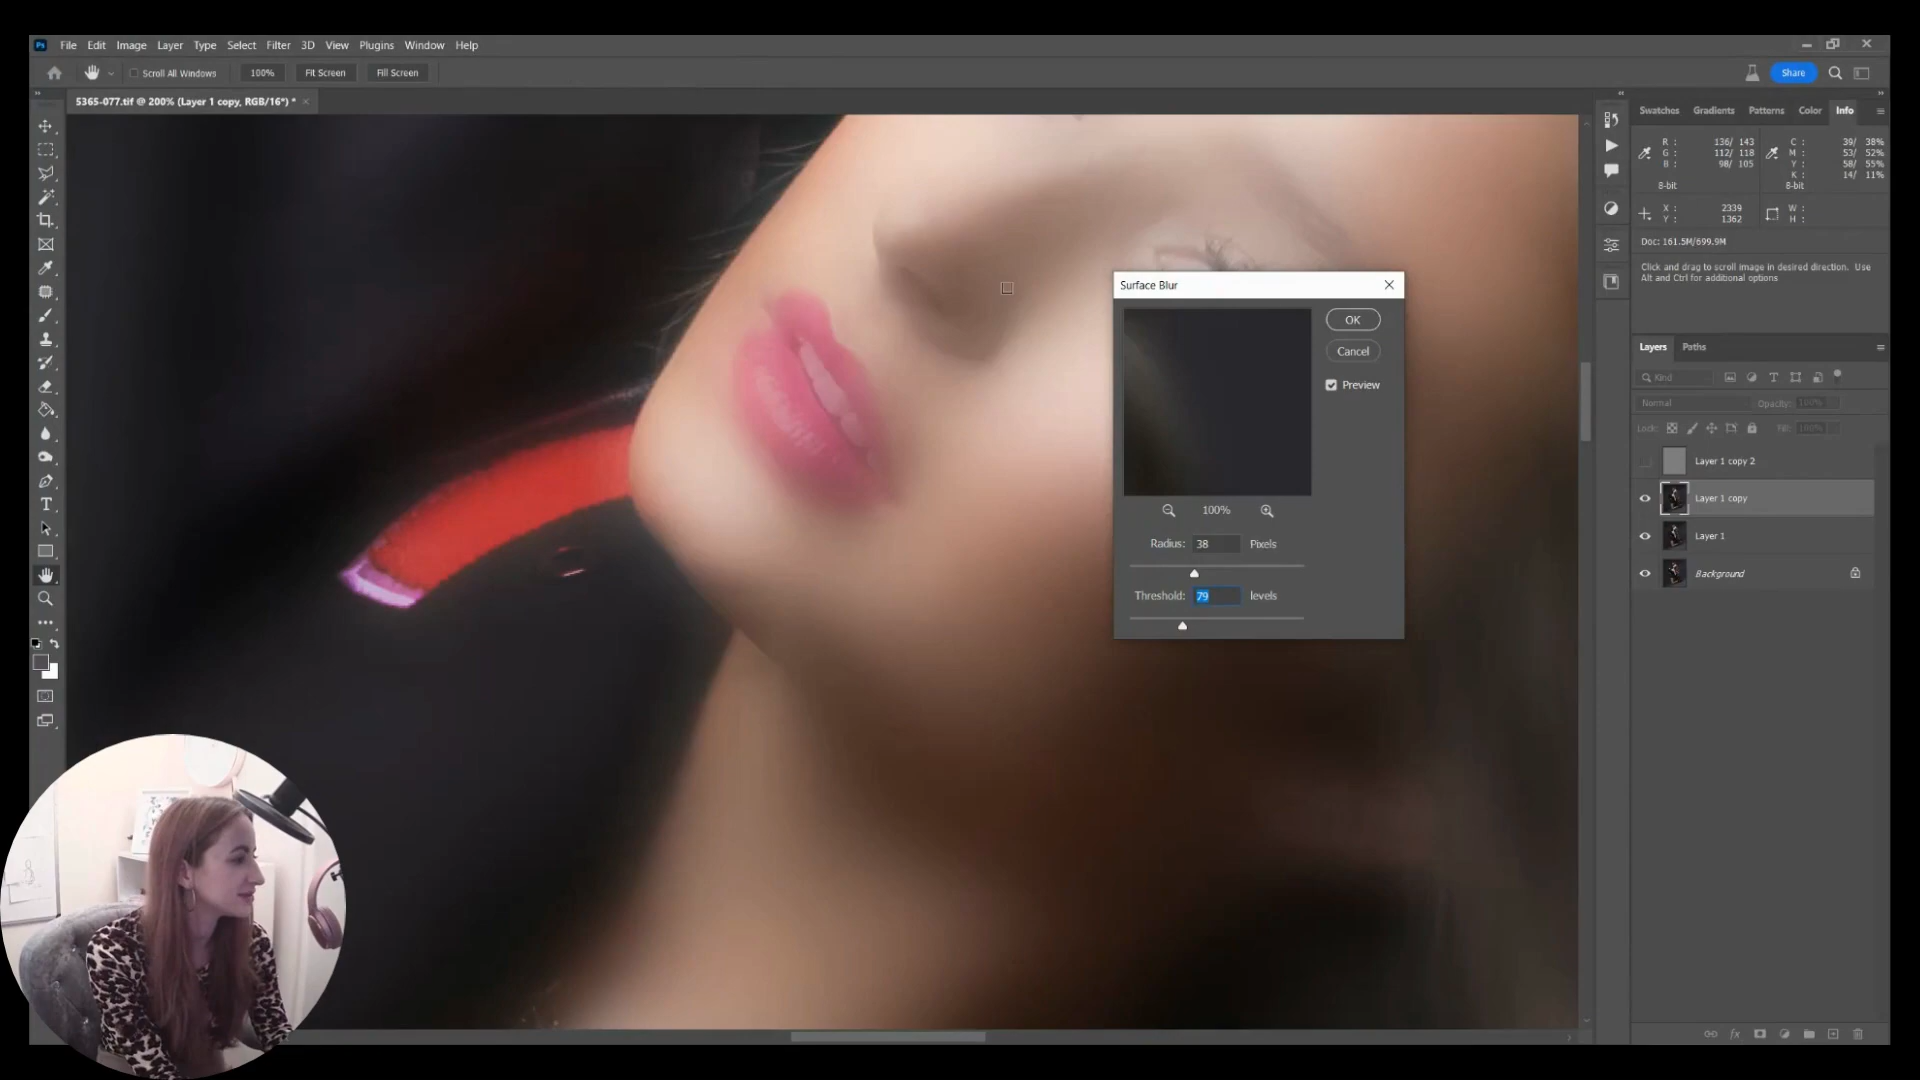 Ps File Edit Image Layer Type Select Filter 3D View Plugins Window Help
Scroll All Windows 100% Fit Screen Fill Screen Share
5365-077.tif @ 200% (Layer 1 copy, RGB/16*) * ×
Swatches Gradients Patterns Color Info
R : 136/ 143 C : 39/ 38%
G : 112/ 118 M : 53/ 52%
B : 98/ 105 Y : 58/ 55%
K : 14/ 11%
8-bit 8-bit
X : 2339 W :
Y : 1362 H :
Doc: 161.5M/699.9M
Click and drag to scroll image in desired direction. Use
Alt and Ctrl for additional options
Surface Blur
OK
Cancel
Preview
100%
Radius: 38 Pixels
Threshold: 79 levels
Layers Paths
Kind
Normal Opacity: 100%
Lock: Fill: 100%
Layer 1 copy 2
Layer 1 copy
Layer 1
Background